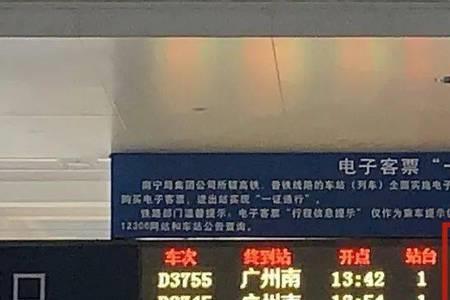 电子客票“一
南宁局集团公司所辖高铁、普铁线路的车站（列车）全面实施电子
购买电子客票，进出站实现“一证通行”。
铁路部门温馨提示：电子客票“行程信息提示”仅作为乘车提示
12306网站和车站公告查询。
车次 终到站 开点 站台
D3755 广州南 13:42 1